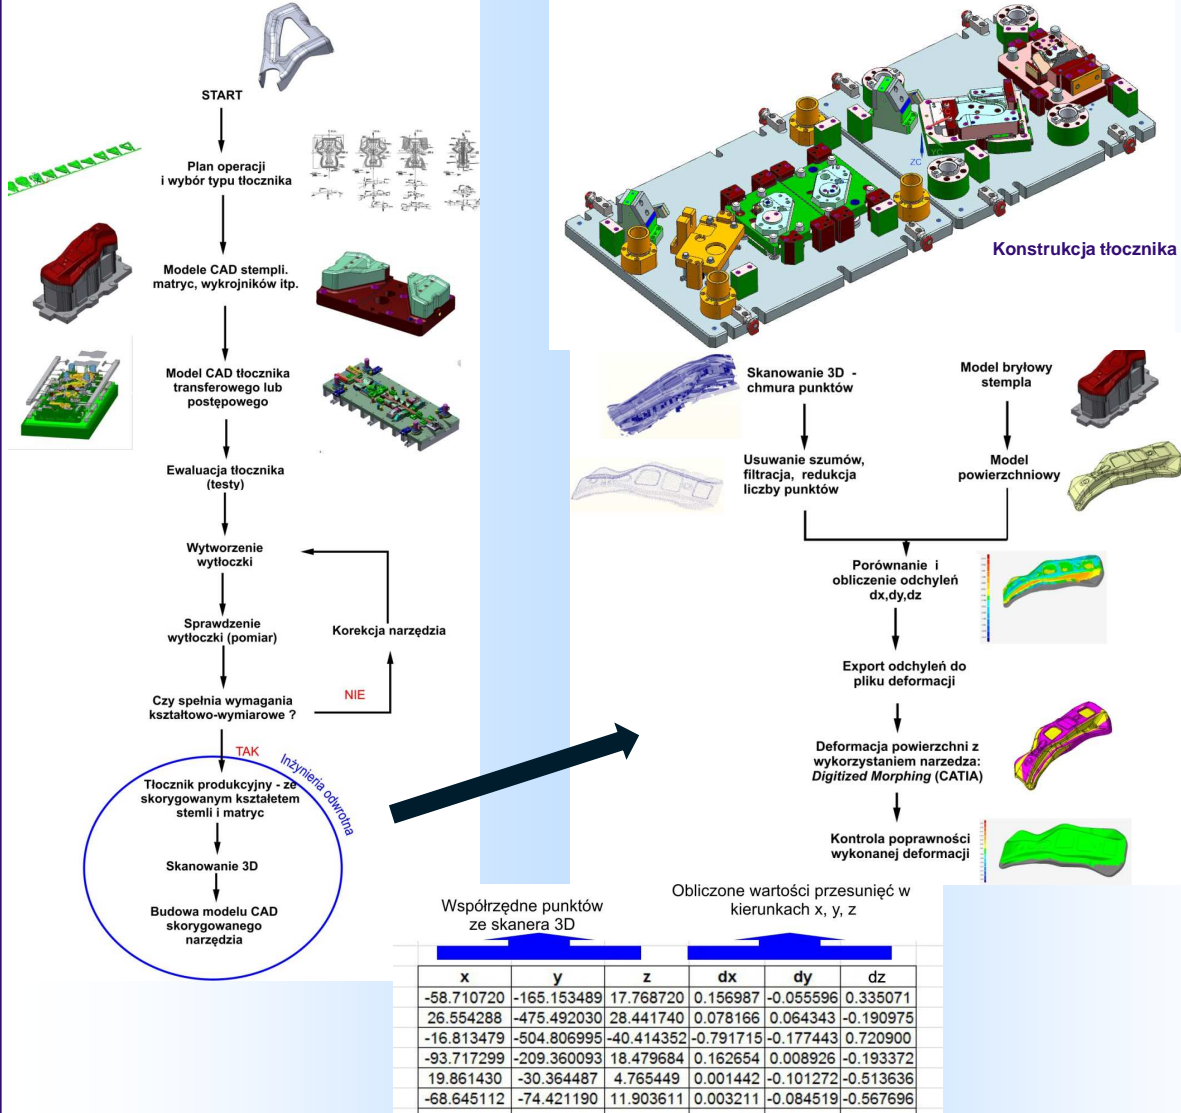 START
Plan operacji
i wybór typu tłocznika
Modele CAD stempli.
matryc, wykrojników itp.
Model CAD tłocznika
transferowego lub
postępowego
Ewaluacja tłocznika
(testy)
Wytworzenie
wytłoczki
Sprawdzenie
wytłoczki (pomiar)
Korekcja narzędzia
Czy spełnia wymagania
kształtowo-wymiarowe ?
NIE
TAK
Inżynieria odwrotna
Tłocznik produkcyjny - ze
skorygowanym kształetem
stemli i matryc
Skanowanie 3D
Budowa modelu CAD
skorygowanego
narzędzia
ZC
Konstrukcja tłocznika
Skanowanie 3D -
chmura punktów
Model bryłowy
stempla
Usuwanie szumów,
filtracja, redukcja
liczby punktów
Model
powierzchniowy
Porównanie i
obliczenie odchyleń
dx,dy,dz
Export odchyleń do
pliku deformacji
Deformacja powierzchni z
wykorzystaniem narzedza:
Digitized Morphing (CATIA)
Kontrola poprawności
wykonanej deformacji
Współrzędne punktów
ze skanera 3D
Obliczone wartości przesunięć w
kierunkach x, y, z
x y z dx dy dz
-58.710720 -165.153489 17.768720 0.156987 -0.055596 0.335071
26.554288 -475.492030 28.441740 0.078166 0.064343 -0.190975
-16.813479 -504.806995 -40.414352 -0.791715 -0.177443 0.720900
-93.717299 -209.360093 18.479684 0.162654 0.008926 -0.193372
19.861430 -30.364487 4.765449 0.001442 -0.101272 -0.513636
-68.645112 -74.421190 11.903611 0.003211 -0.084519 -0.567696